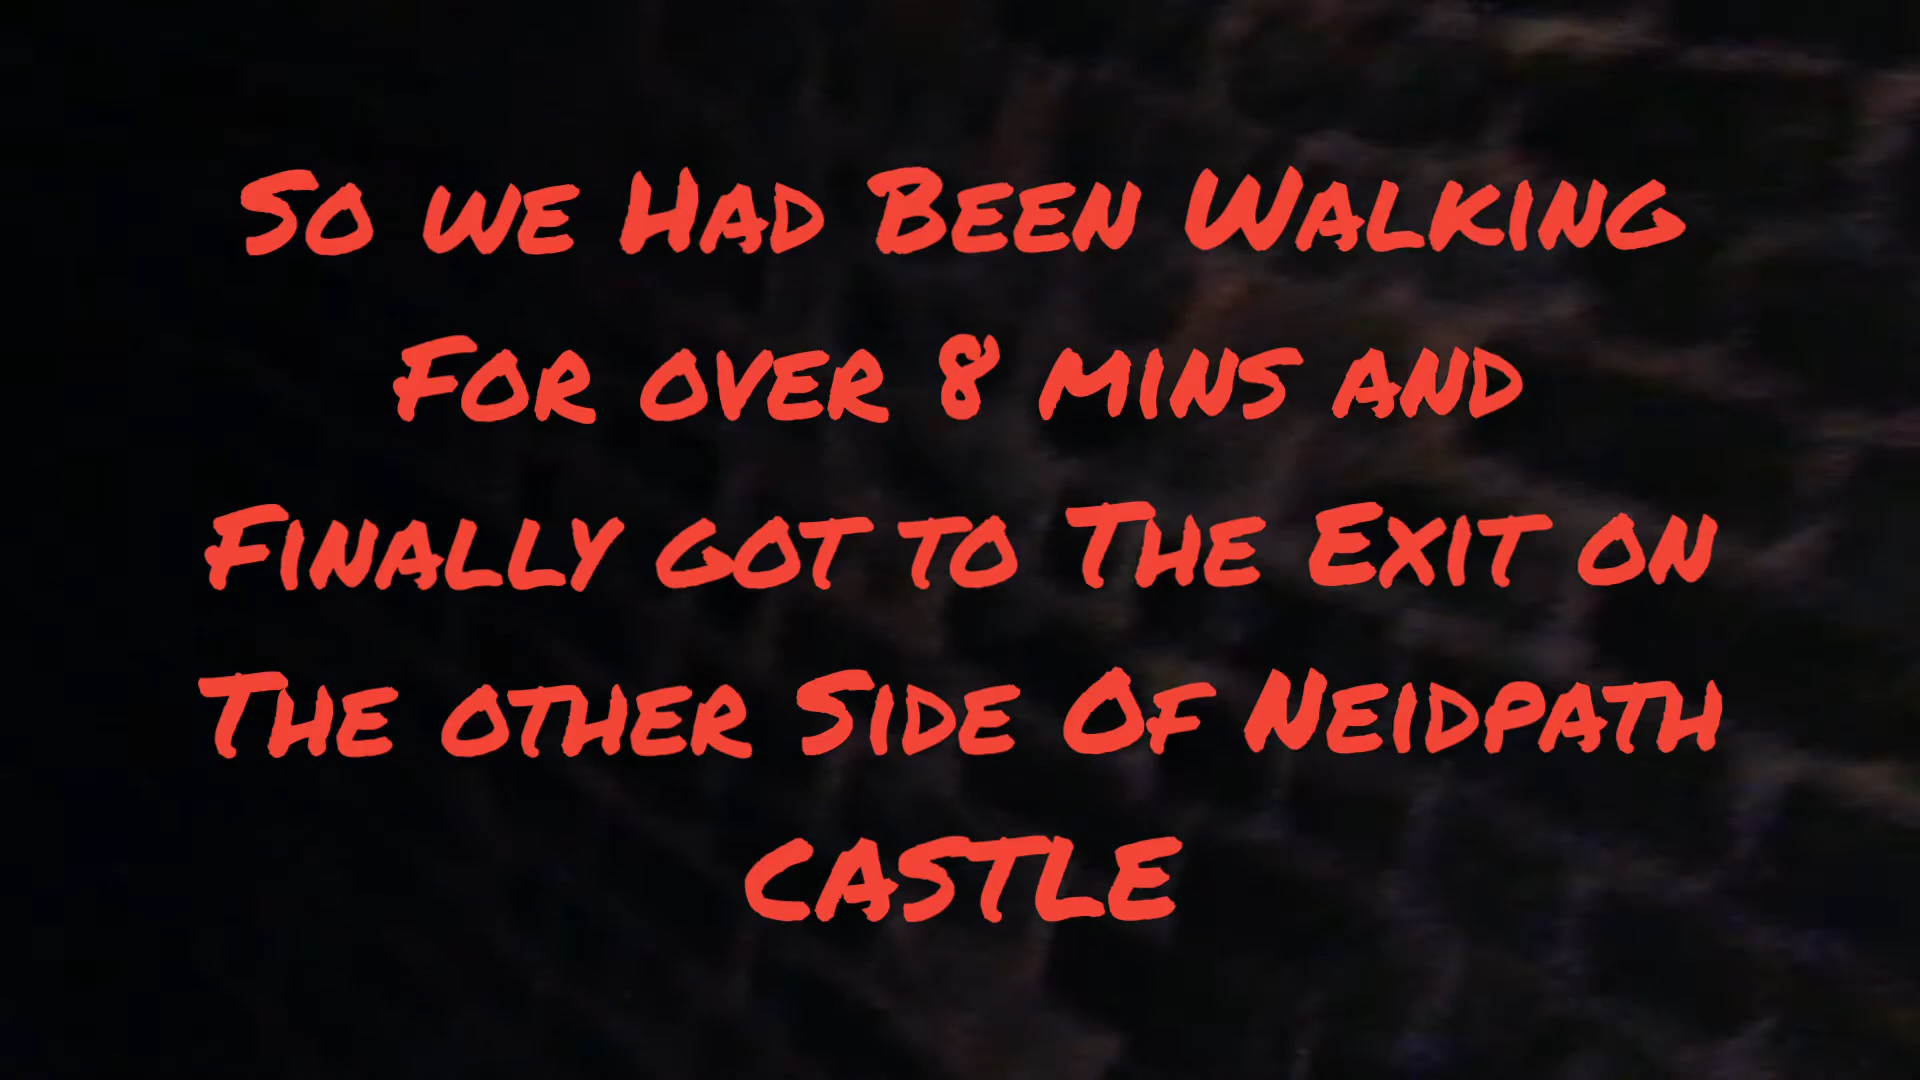 So we Had Been Walking
For over 8 mins and
Finally got to The Exit on
The other Side Of Neidpath
CASTLE